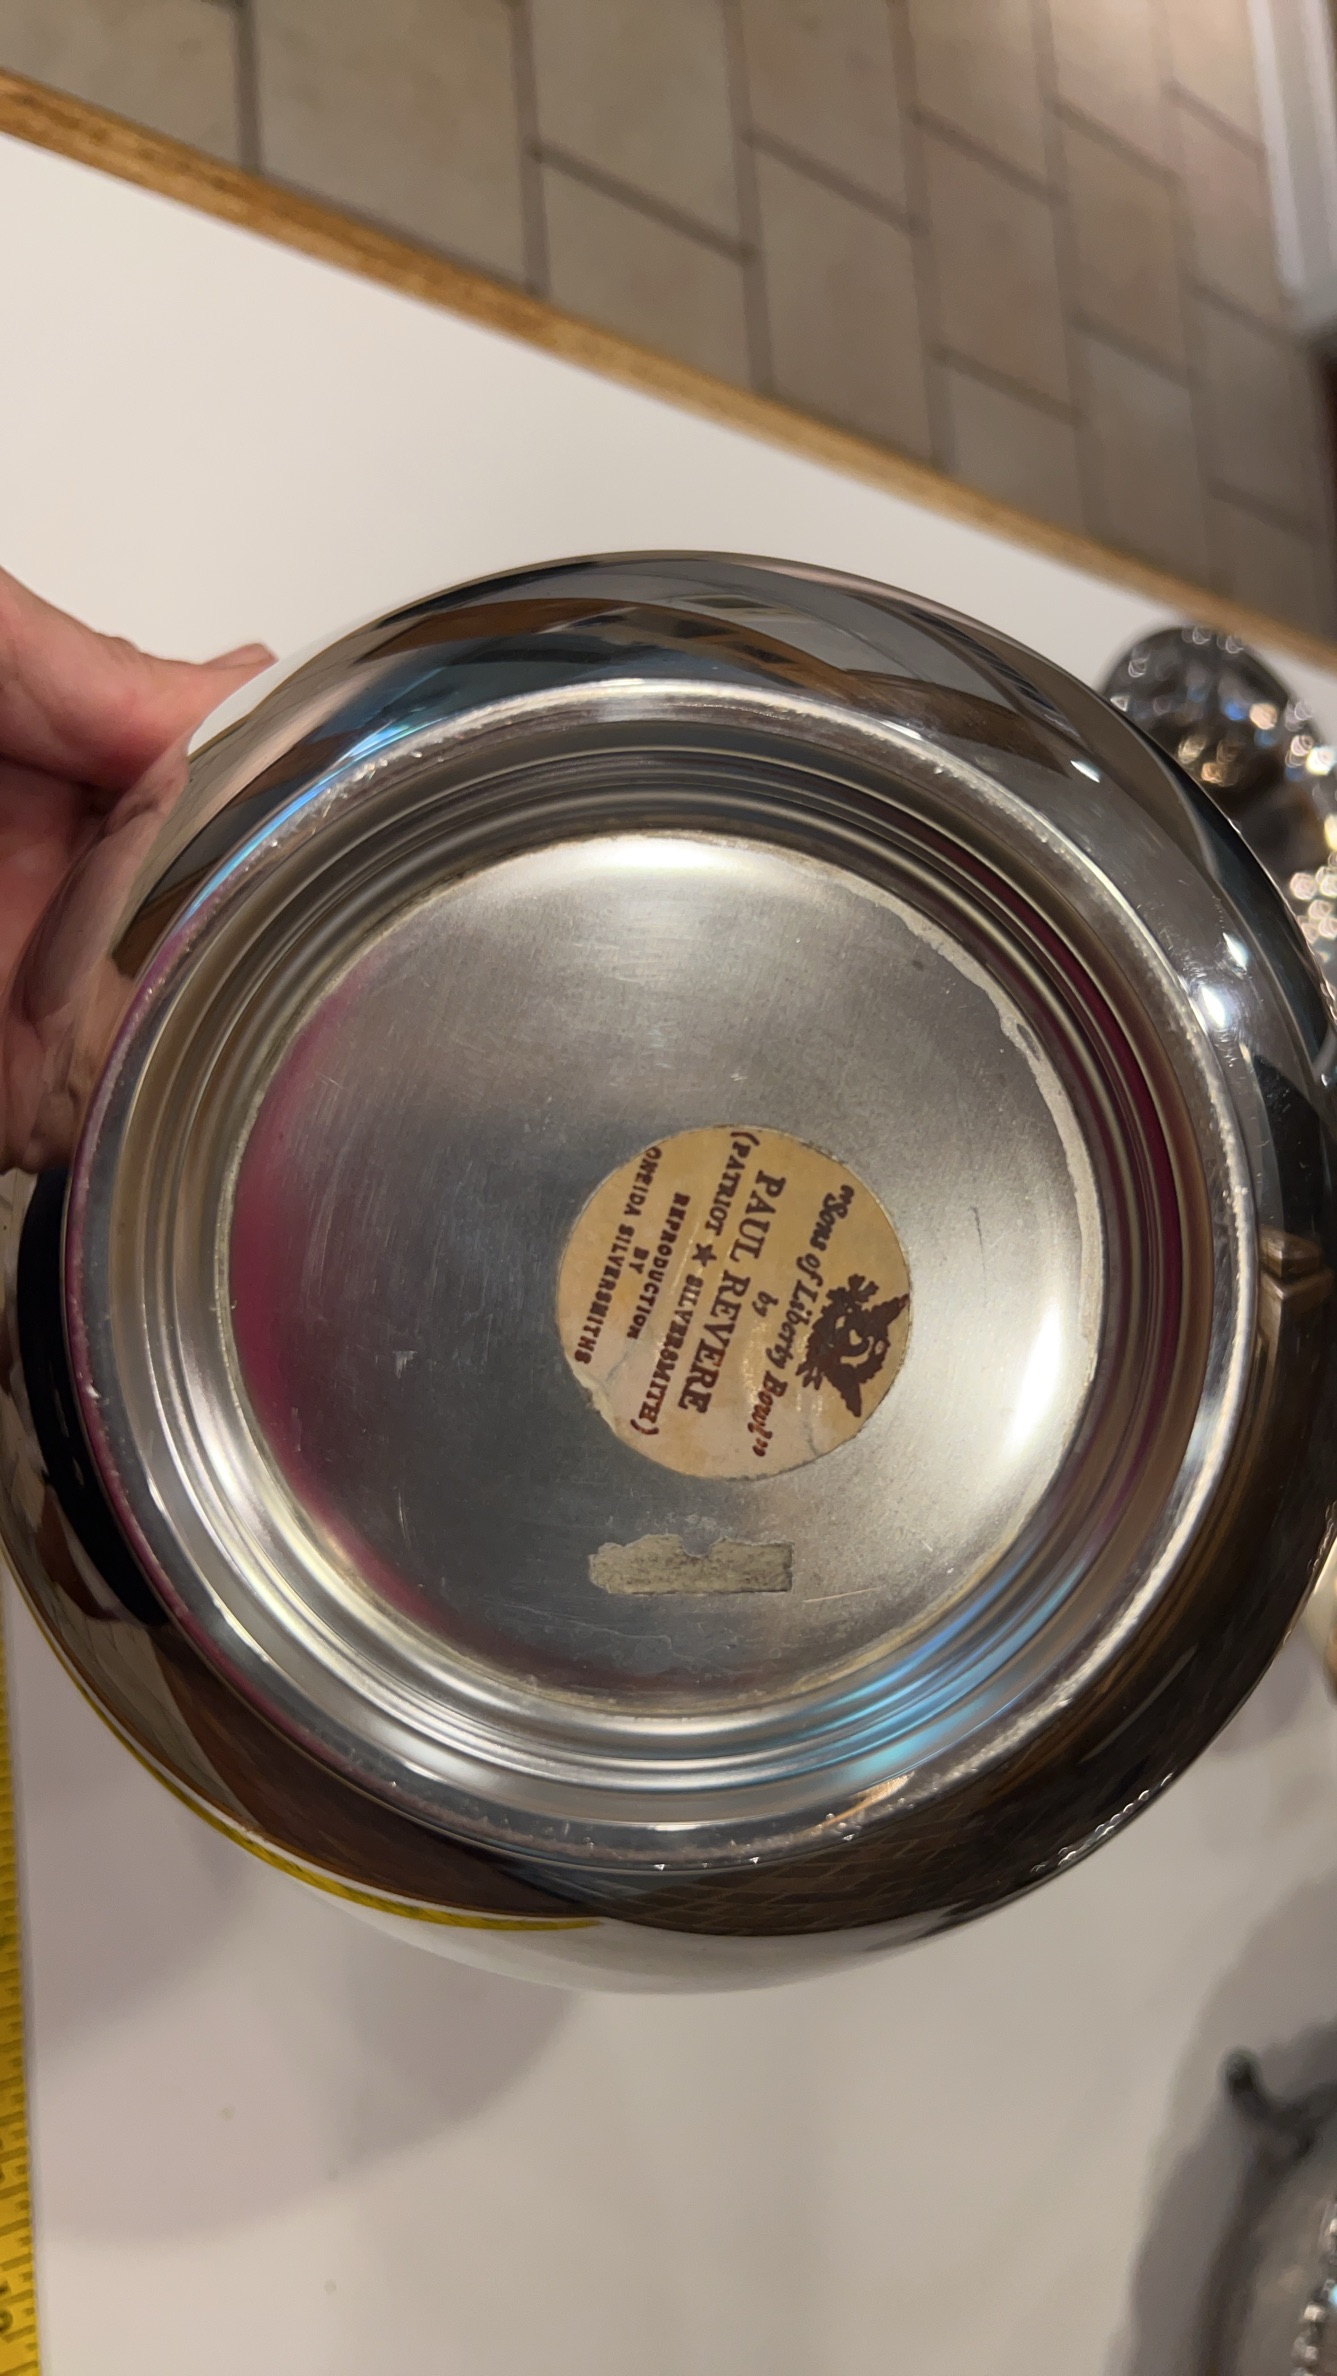 "Sons of Liberty Bowl"
by
PAUL REVERE
(PATRIOT ★ SILVERSMITH)
REPRODUCTION
BY
ONEIDA SILVERSMITHS